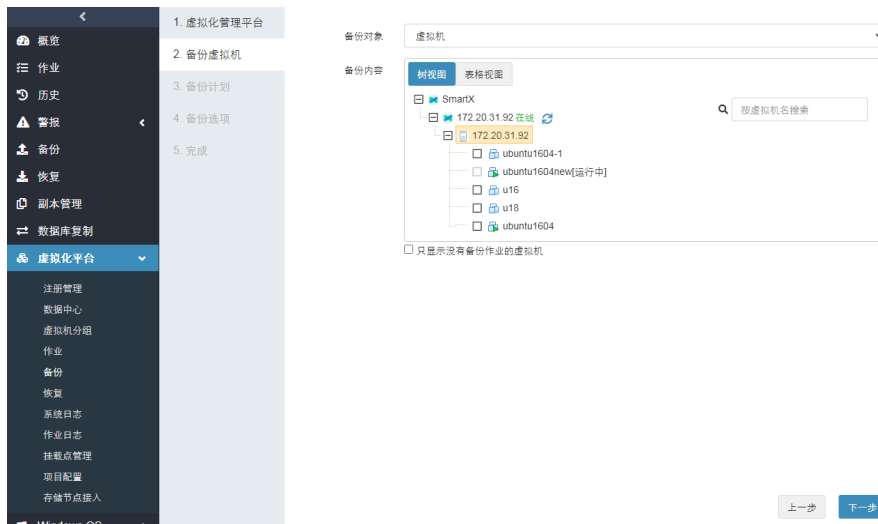 概览
作业
历史
警报
备份
恢复
副本管理
数据库复制
虚拟化平台
注册管理
数据中心
虚拟机分组
作业
备份
恢复
系统日志
作业日志
挂载点管理
项目配置
存储节点接入
Windows OS
1. 虚拟化管理平台
2. 备份虚拟机
3. 备份计划
4. 备份选项
5. 完成
备份对象
虚拟机
备份内容
树视图 表格视图
SmartX
172.20.31.92 在线
172.20.31.92
ubuntu1604-1
ubuntu1604new[运行中]
u16
u18
ubuntu1604
按虚拟机名搜索
只显示没有备份作业的虚拟机
上一步 下一步